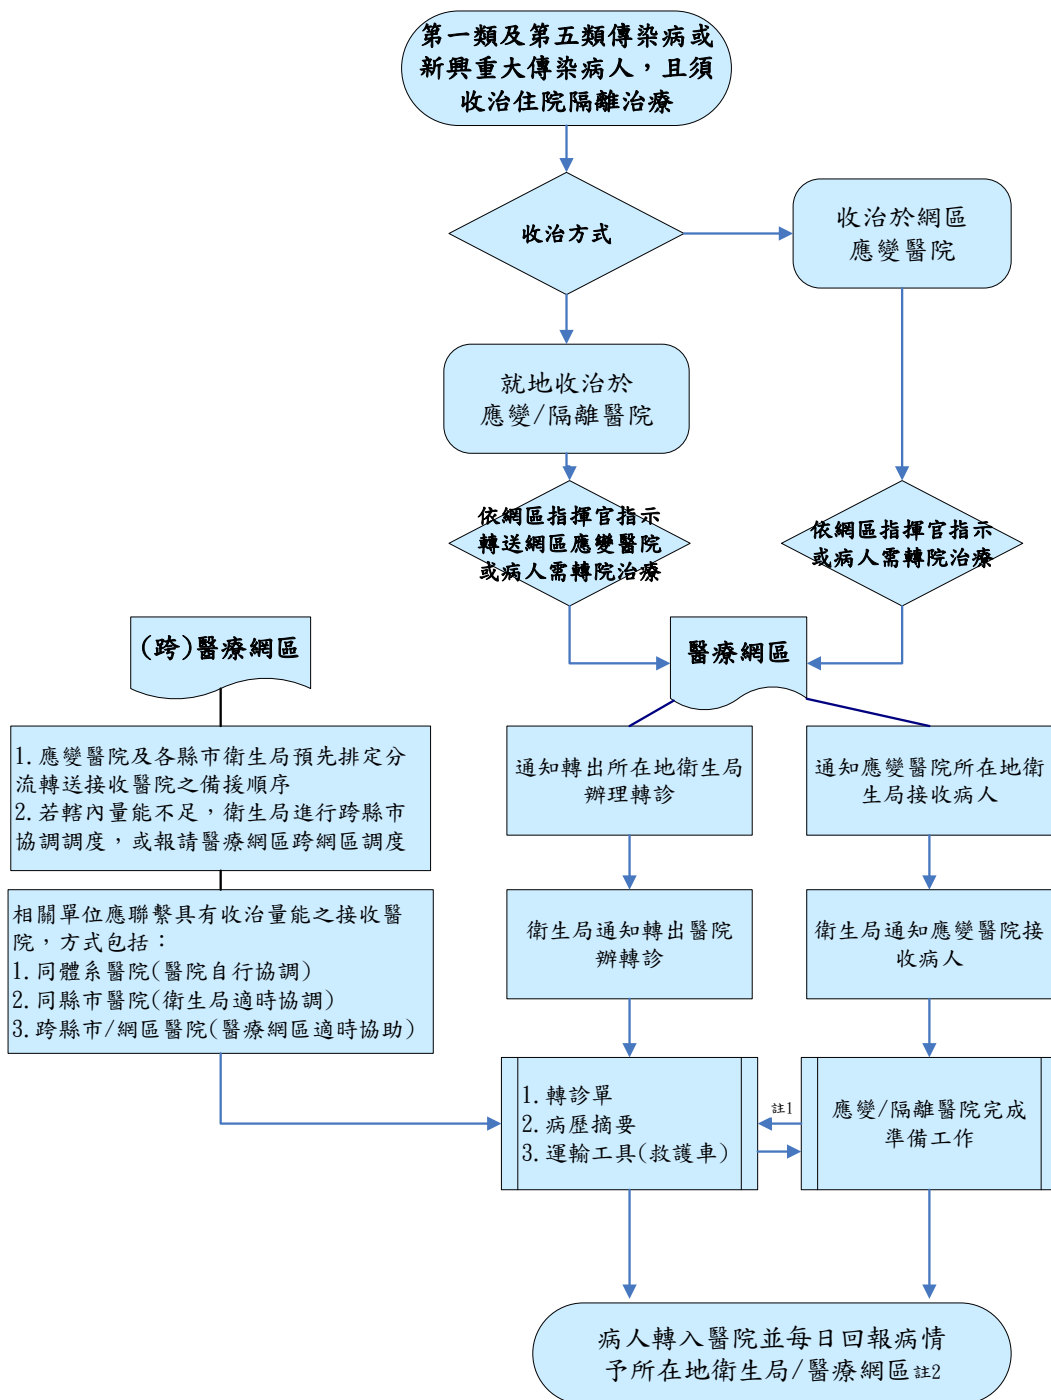 第一類及第五類傳染病或
新興重大傳染病人，且須
收治住院隔離治療
收治方式
收治於網區
應變醫院
就地收治於
應變/隔離醫院
依網區指揮官指示
轉送網區應變醫院
或病人需轉院治療
依網區指揮官指示
或病人需轉院治療
(跨)醫療網區
醫療網區
1.應變醫院及各縣市衛生局預先排定分
流轉送接收醫院之備援順序
2.若轄內量能不足，衛生局進行跨縣市
協調調度，或報請醫療網區跨網區調度
通知轉出所在地衛生局
辦理轉診
通知應變醫院所在地衛
生局接收病人
相關單位應聯繫具有收治量能之接收醫
院，方式包括：
1.同體系醫院(醫院自行協調)
2.同縣市醫院(衛生局適時協調)
3.跨縣市/網區醫院(醫療網區適時協助)
衛生局通知轉出醫院
辦轉診
衛生局通知應變醫院接
收病人
1.轉診單
2.病歷摘要
3.運輸工具(救護車)
註1
應變/隔離醫院完成
準備工作
病人轉入醫院並每日回報病情
予所在地衛生局/醫療網區註2